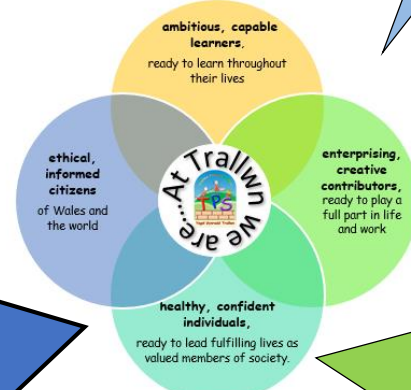 ambitious, capable
learners,
ready to learn throughout
their lives
ethical,
informed
citizens
of Wales and
the world
At Trallwn we are...
TPS
enterprising,
creative
contributors,
ready to play a
full part in life
and work
healthy, confident
individuals,
ready to lead fulfilling lives as
valued members of society.